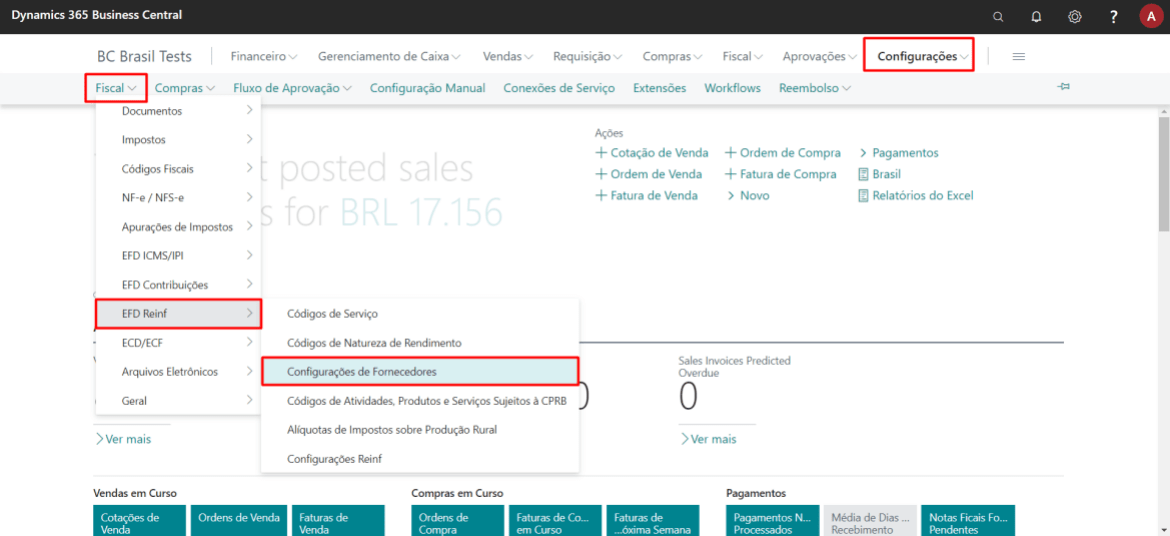 Dynamics 365 Business Central
?
A
BC Brasil Tests
Financeiro
Gerenciamento de Caixa
Vendas
Requisição
Compras
Fiscal
Aprovações
Configurações
Fiscal
Compras
Fluxo de Aprovação
Configuração Manual
Conexões de Serviço
Extensões
Workflows
Reembolso
Documentos
Impostos
Códigos Fiscais
NF-e / NFS-e
Apurações de Impostos
EFD ICMS/IPI
EFD Contribuições
EFD Reinf
ECD/ECF
Arquivos Eletrônicos
Geral
Códigos de Serviço
Códigos de Natureza de Rendimento
Configurações de Fornecedores
Códigos de Atividades, Produtos e Serviços Sujeitos à CPRB
Alíquotas de Impostos sobre Produção Rural
Configurações Reinf
posted sales
for BRL 17.156
Ações
+ Cotação de Venda
+ Ordem de Compra
> Pagamentos
+ Ordem de Venda
+ Fatura de Compra
Brasil
+ Fatura de Venda
> Novo
Relatórios do Excel
Sales Invoices Predicted
Overdue
0
> Ver mais
> Ver mais
Vendas em Curso
Cotações de
Venda
Ordens de Venda
Faturas de
Venda
Compras em Curso
Ordens de
Compra
Faturas de Co...
em Curso
Faturas de
...óxima Semana
Pagamentos
Pagamentos N...
Processados
Média de Dias ...
Recebimento
Notas Ficais Fo...
Pendentes